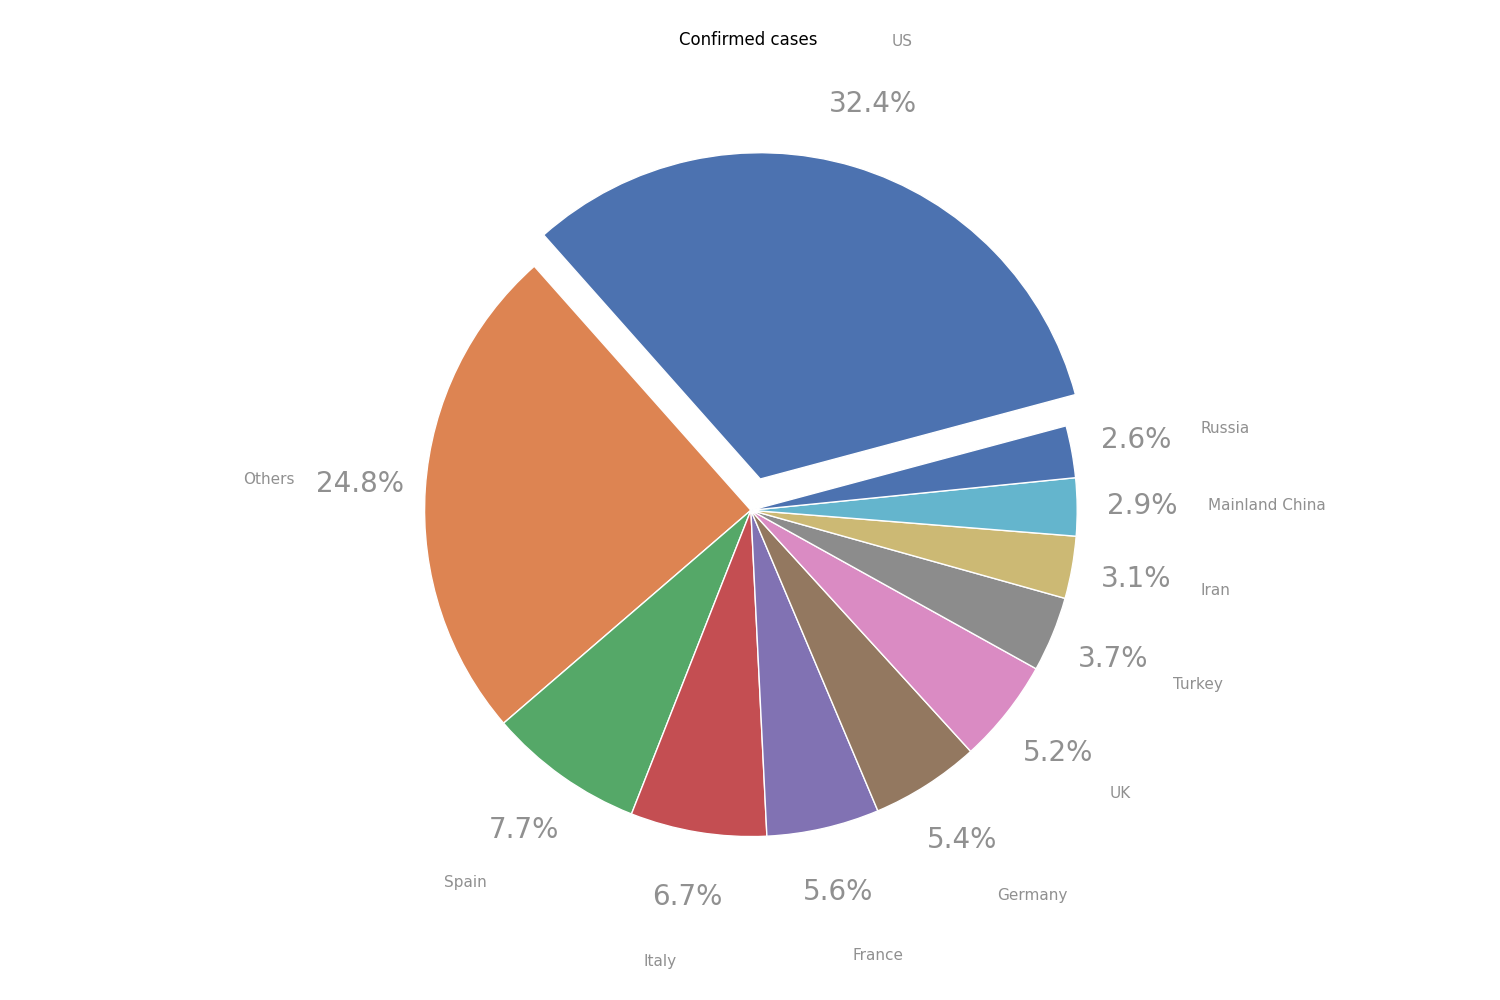 Confirmed cases
US
32.4%
Russia
2.6%
Mainland China
2.9%
Iran
3.1%
Turkey
3.7%
UK
5.2%
Germany
5.4%
France
5.6%
Italy
6.7%
Spain
7.7%
Others
24.8%